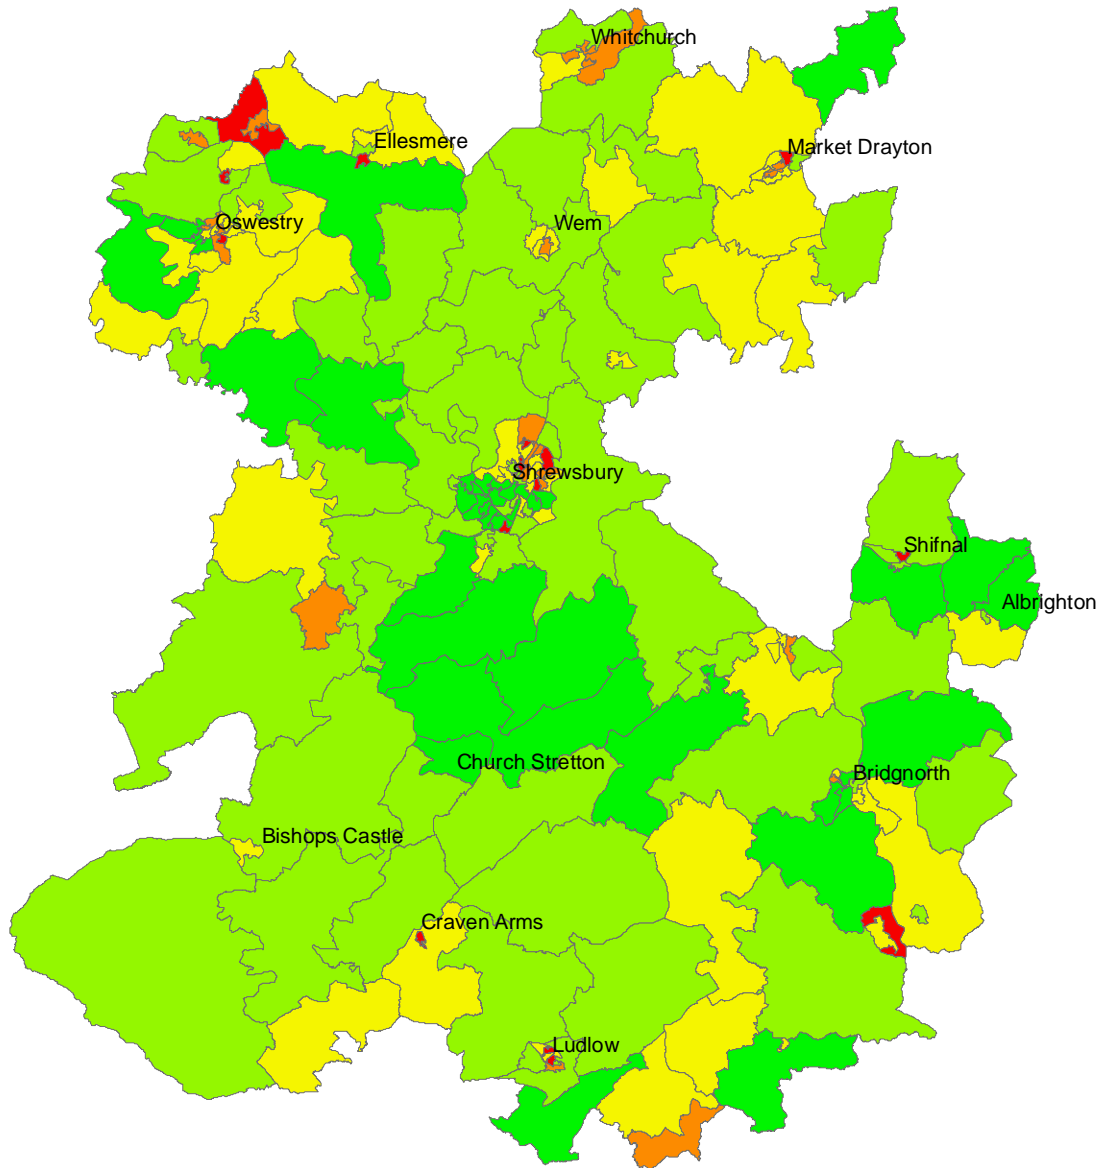 Whitchurch
Ellesmere
Market Drayton
Oswestry
Wem
Shrewsbury
Shifnal
Albrighton
Church Stretton
Bridgnorth
Bishops Castle
Craven Arms
Ludlow